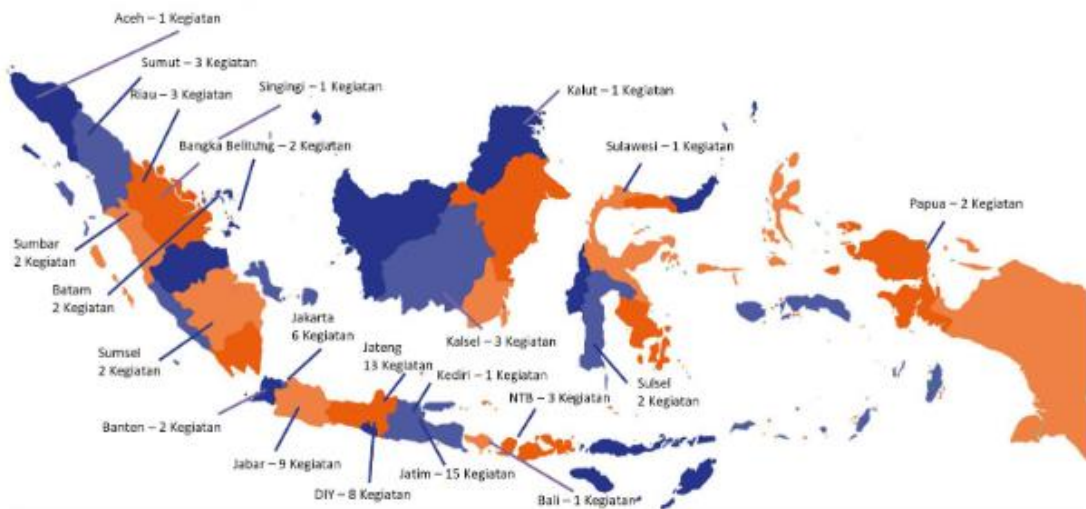 Aceh – 1 Kegiatan
Sumut – 3 Kegiatan
Riau – 3 Kegiatan
Singingi – 1 Kegiatan
Bangka Belitung – 2 Kegiatan
Kalut – 1 Kegiatan
Sulawesi – 1 Kegiatan
Papua – 2 Kegiatan
Sumbar
2 Kegiatan
Batam
2 Kegiatan
Sumsel
2 Kegiatan
Jakarta
6 Kegiatan
Jateng
13 Kegiatan
Kalsel – 3 Kegiatan
Kediri – 1 Kegiatan
NTB – 3 Kegiatan
Sulsel
2 Kegiatan
Banten – 2 Kegiatan
Jabar – 9 Kegiatan
Jatim – 15 Kegiatan
DIY – 8 Kegiatan
Bali – 1 Kegiatan